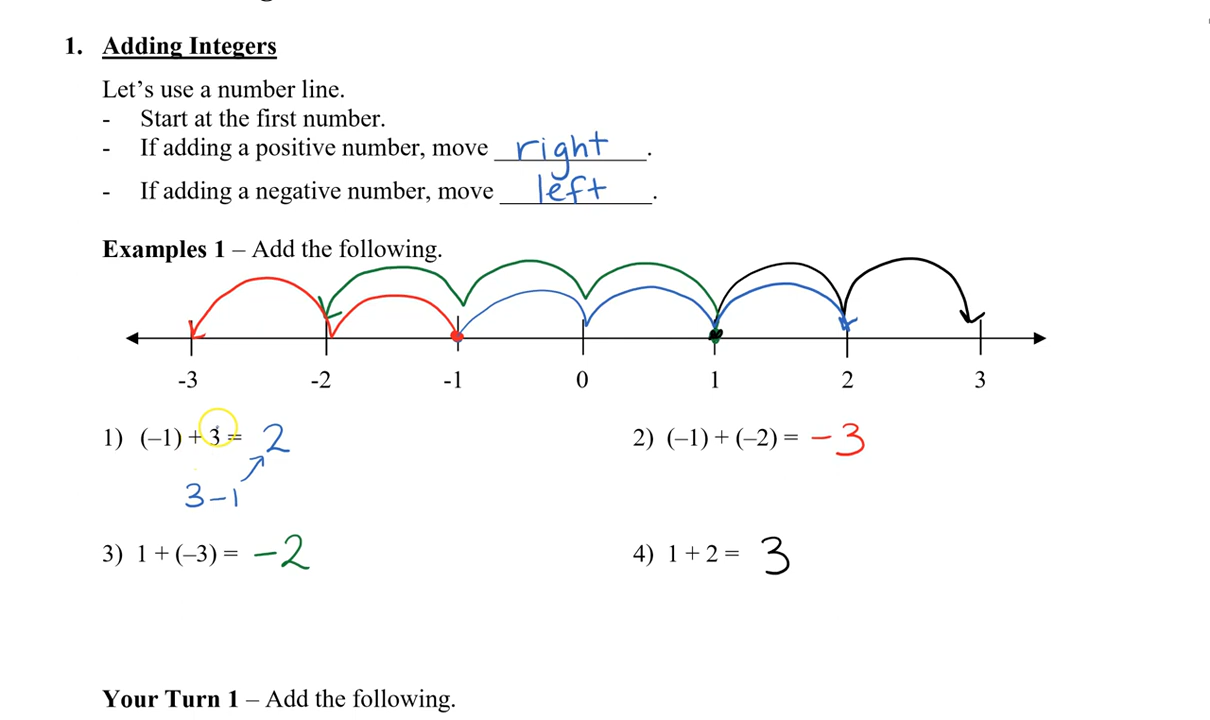 1. Adding Integers
Let’s use a number line.
- Start at the first number.
- If adding a positive number, move right.
- If adding a negative number, move left.
Examples 1 – Add the following.
-3 -2 -1 0 1 2 3
1) (–1) + 3 = 2
2) (–1) + (–2) = –3
3 – 1
3) 1 + (–3) = –2
4) 1 + 2 = 3
Your Turn 1 – Add the following.